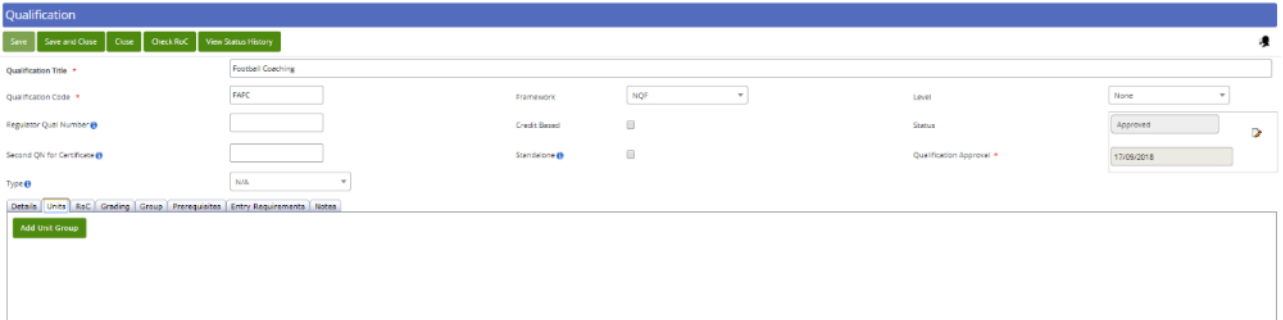 Qualification
Save Save and Close Close Check RoC View Status History
Qualification Title * Football Coaching
Qualification Code * FAFC Framework NQF Level None
Regulator Qual Number Credit Based Status Approved
Second QN for Certificate Standalone Qualification Approval * 17/09/2018
Type N/A
Details Units RoC Grading Group Prerequisites Entry Requirements Notes
Add Unit Group